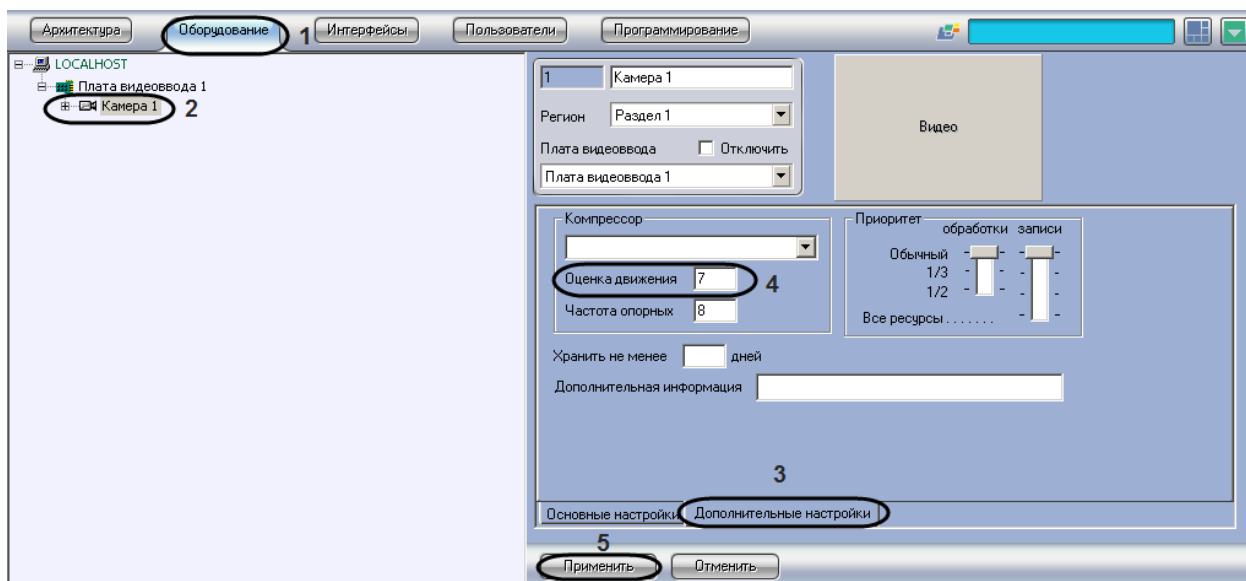 Архитектура Оборудование 1 Интерфейсы Пользователи Программирование
LOCALHOST
Плата видеоввода 1
Камера 1 2
1 Камера 1
Регион Раздел 1
Плата видеоввода Отключить
Плата видеоввода 1
Видео
Компрессор
Оценка движения 7 4
Частота опорных 8
Приоритет
обработки записи
Обычный
1/3
1/2
Все ресурсы . . . . . . .
Хранить не менее дней
Дополнительная информация
3
Основные настройки Дополнительные настройки
5
Применить Отменить